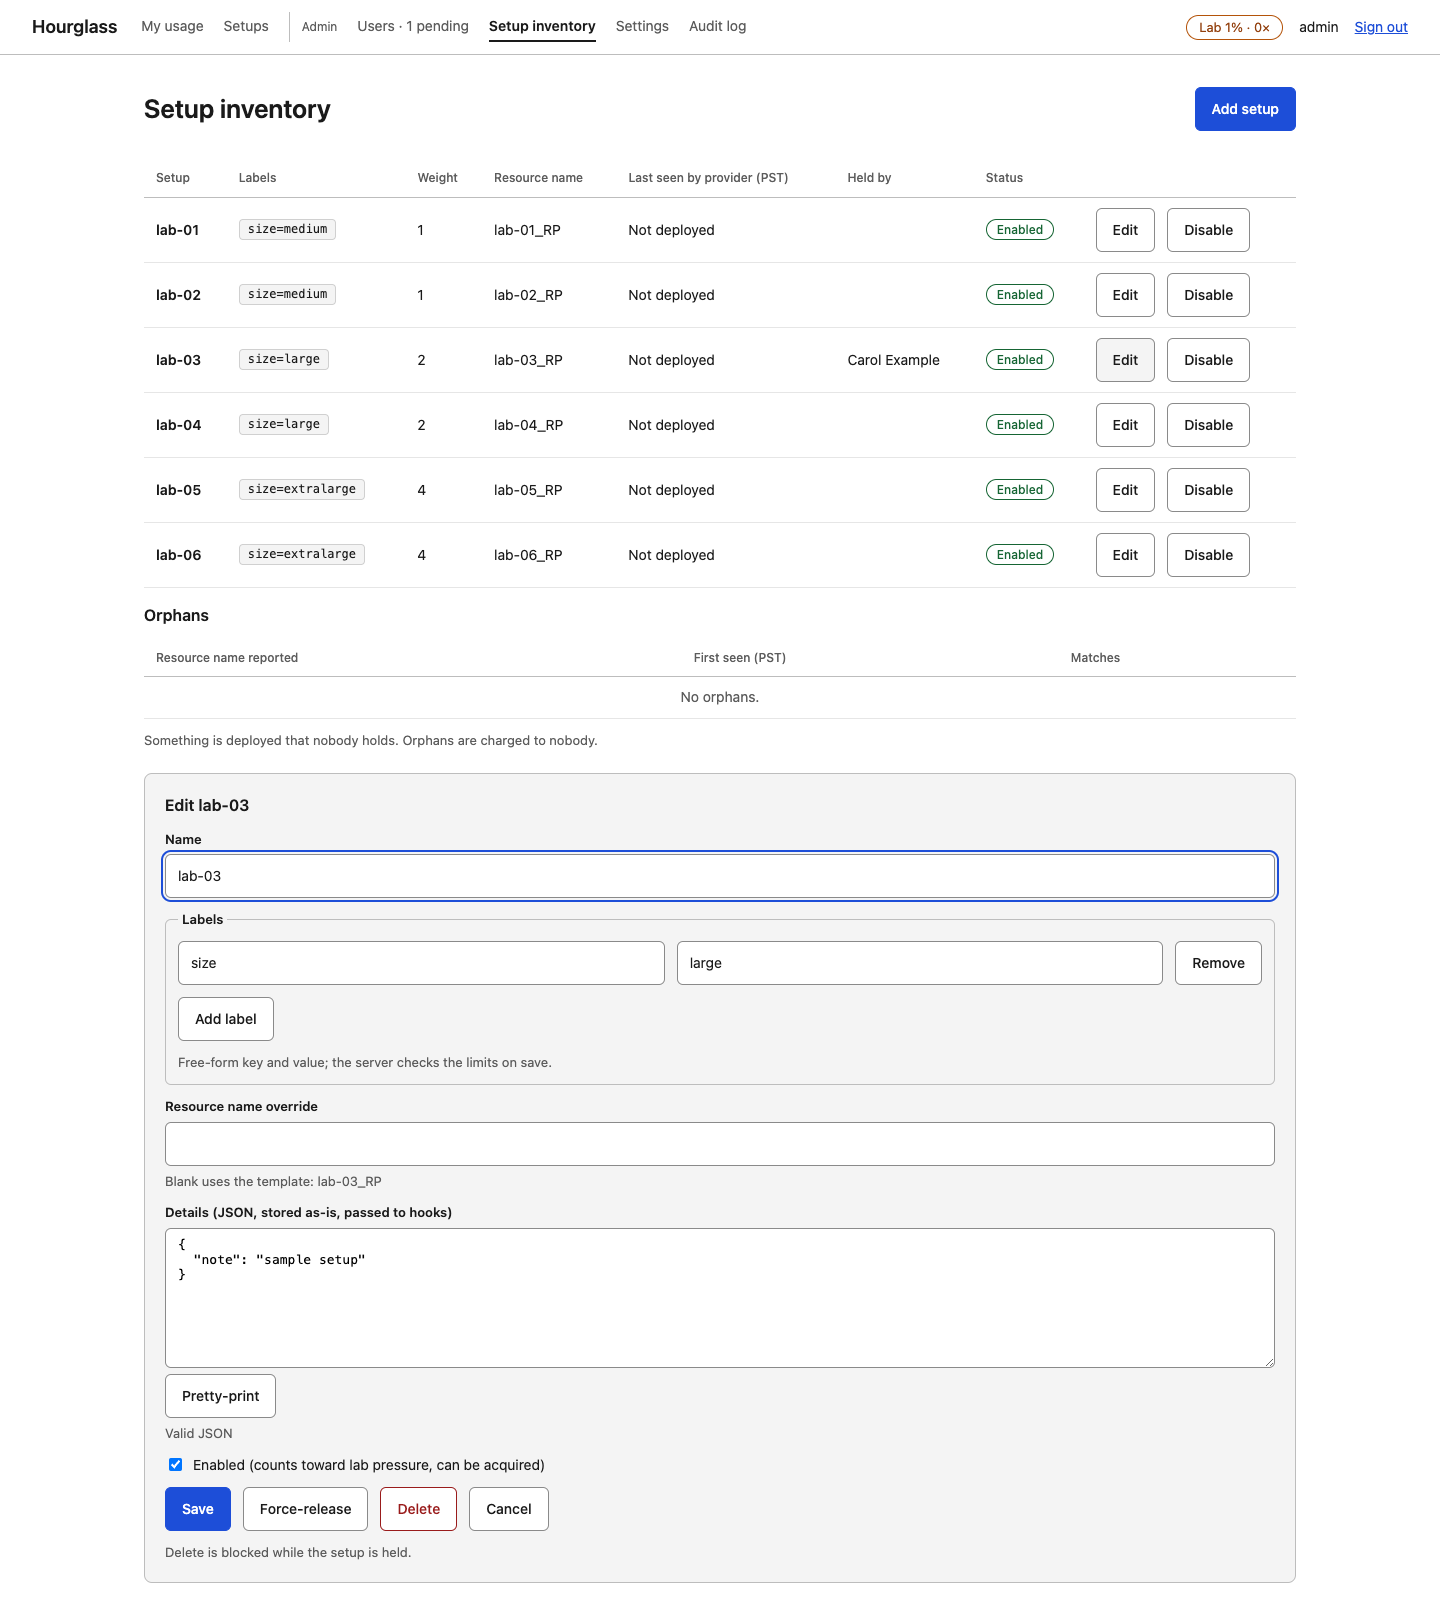 Hourglass My usage Setups Admin Users · 1 pending Setup inventory Settings Audit log Lab 1% · 0× admin Sign out
Setup inventory Add setup
Setup Labels Weight Resource name Last seen by provider (PST) Held by Status
lab-01 size=medium 1 lab-01_RP Not deployed Enabled Edit Disable
lab-02 size=medium 1 lab-02_RP Not deployed Enabled Edit Disable
lab-03 size=large 2 lab-03_RP Not deployed Carol Example Enabled Edit Disable
lab-04 size=large 2 lab-04_RP Not deployed Enabled Edit Disable
lab-05 size=extralarge 4 lab-05_RP Not deployed Enabled Edit Disable
lab-06 size=extralarge 4 lab-06_RP Not deployed Enabled Edit Disable
Orphans
Resource name reported First seen (PST) Matches
No orphans.
Something is deployed that nobody holds. Orphans are charged to nobody.
Edit lab-03
Name
lab-03
Labels
size large Remove
Add label
Free-form key and value; the server checks the limits on save.
Resource name override
Blank uses the template: lab-03_RP
Details (JSON, stored as-is, passed to hooks)
{
"note": "sample setup"
}
Pretty-print
Valid JSON
Enabled (counts toward lab pressure, can be acquired)
Save Force-release Delete Cancel
Delete is blocked while the setup is held.